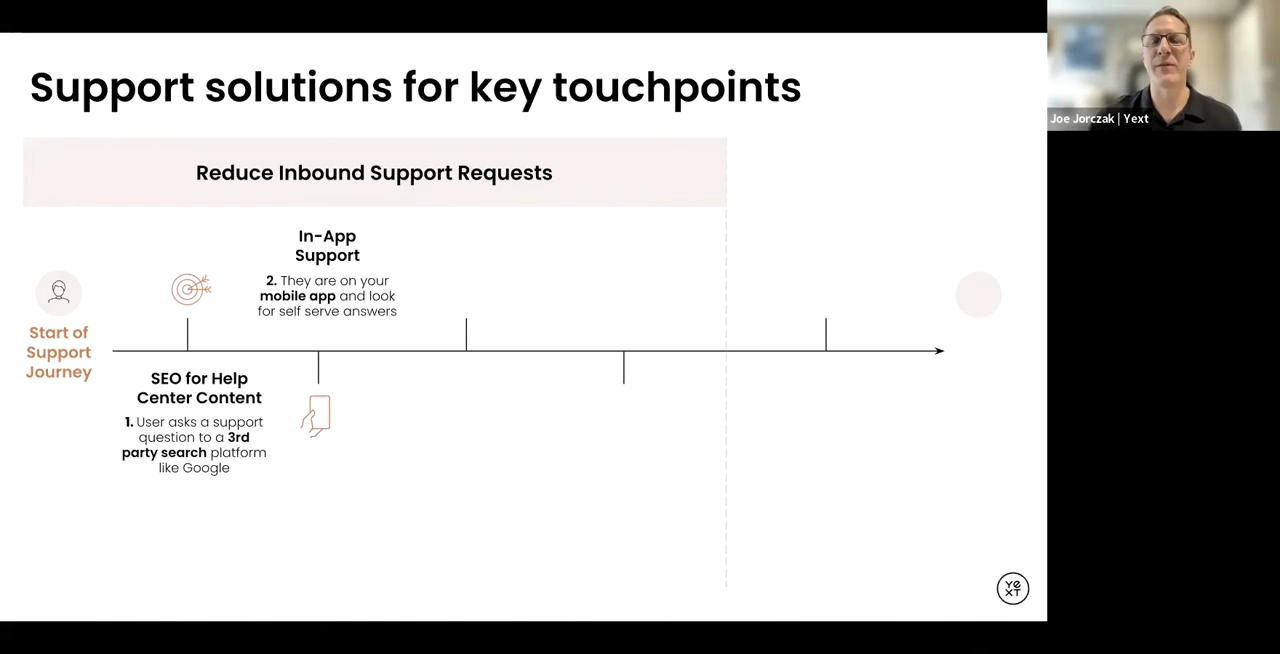 Support solutions for key touchpoints
Joe Jorczak | Yext
Reduce Inbound Support Requests
In-App
Support
2. They are on your
mobile app and look
for self serve answers
Start of
Support
Journey
SEO for Help
Center Content
1. User asks a support
question to a 3rd
party search platform
like Google
yext